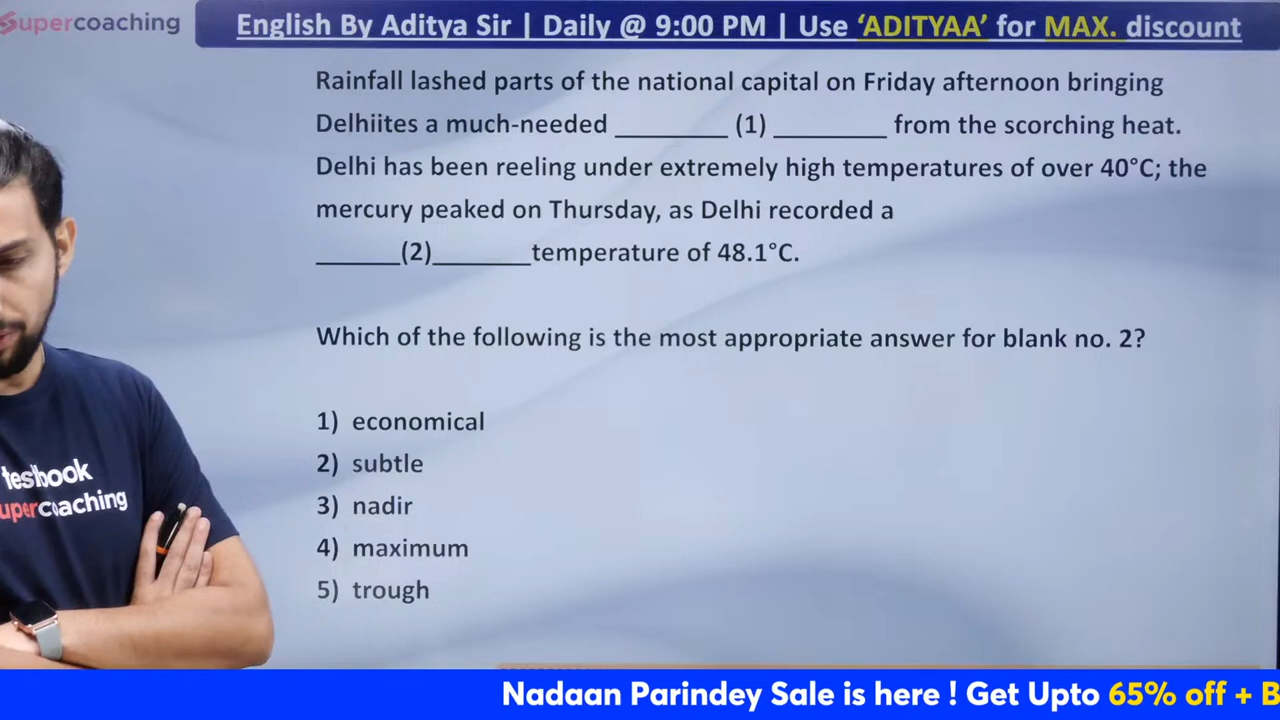 Supercoaching
English By Aditya Sir | Daily @ 9:00 PM | Use ‘ADITYAA’ for MAX. discount
Rainfall lashed parts of the national capital on Friday afternoon bringing
Delhiites a much-needed ________ (1) ________ from the scorching heat.
Delhi has been reeling under extremely high temperatures of over 40°C; the
mercury peaked on Thursday, as Delhi recorded a
______(2)_______temperature of 48.1°C.
Which of the following is the most appropriate answer for blank no. 2?
1) economical
2) subtle
3) nadir
4) maximum
5) trough
testbook
supercoaching
Nadaan Parindey Sale is here ! Get Upto 65% off + B